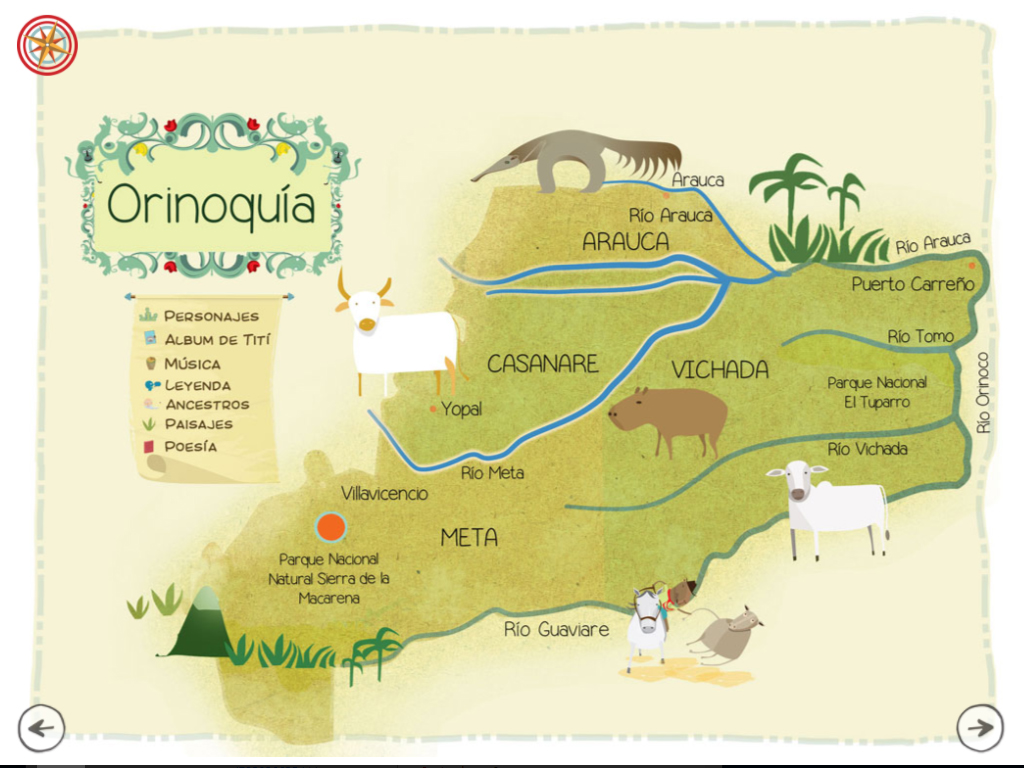 Orinoquía
Personajes
Album de Tití
Música
Leyenda
Ancestros
Paisajes
Poesía
Arauca
Río Arauca
ARAUCA
Río Arauca
Puerto Carreño
Río Tomo
CASANARE
VICHADA
Parque Nacional
El Tuparro
Río Orinoco
Yopal
Río Vichada
Río Meta
Villavicencio
META
Parque Nacional
Natural Sierra de la
Macarena
Río Guaviare